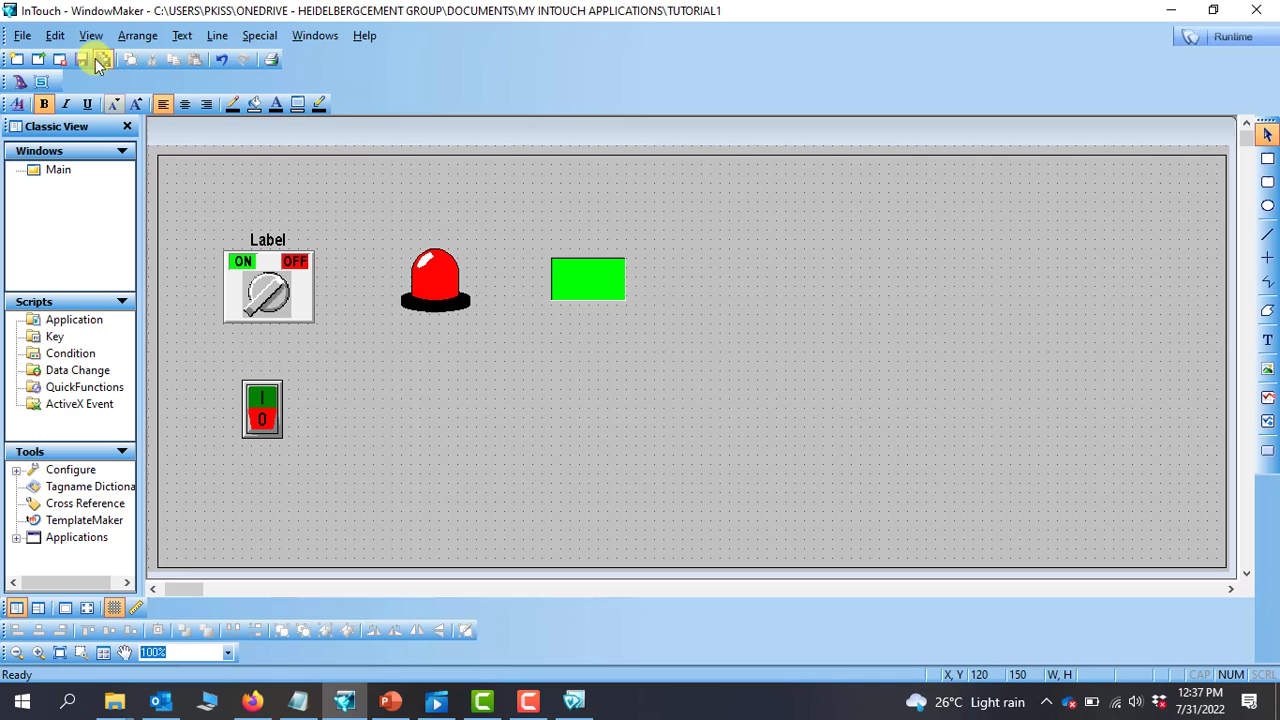 InTouch - WindowMaker - C:\USERS\PKISS\ONEDRIVE - HEIDELBERGCEMENT GROUP\DOCUMENTS\MY INTOUCH APPLICATIONS\TUTORIAL1
File Edit View Arrange Text Line Special Windows Help
Runtime
B I U A A A
Classic View
Windows
Main
Label
ON OFF
I
0
Scripts
Application
Key
Condition
Data Change
QuickFunctions
ActiveX Event
Tools
Configure
Tagname Dictiona
Cross Reference
TemplateMaker
Applications
T
100%
Ready
X, Y 120 150 W, H
CAP NUM SCRL
26°C Light rain
12:37 PM
7/31/2022